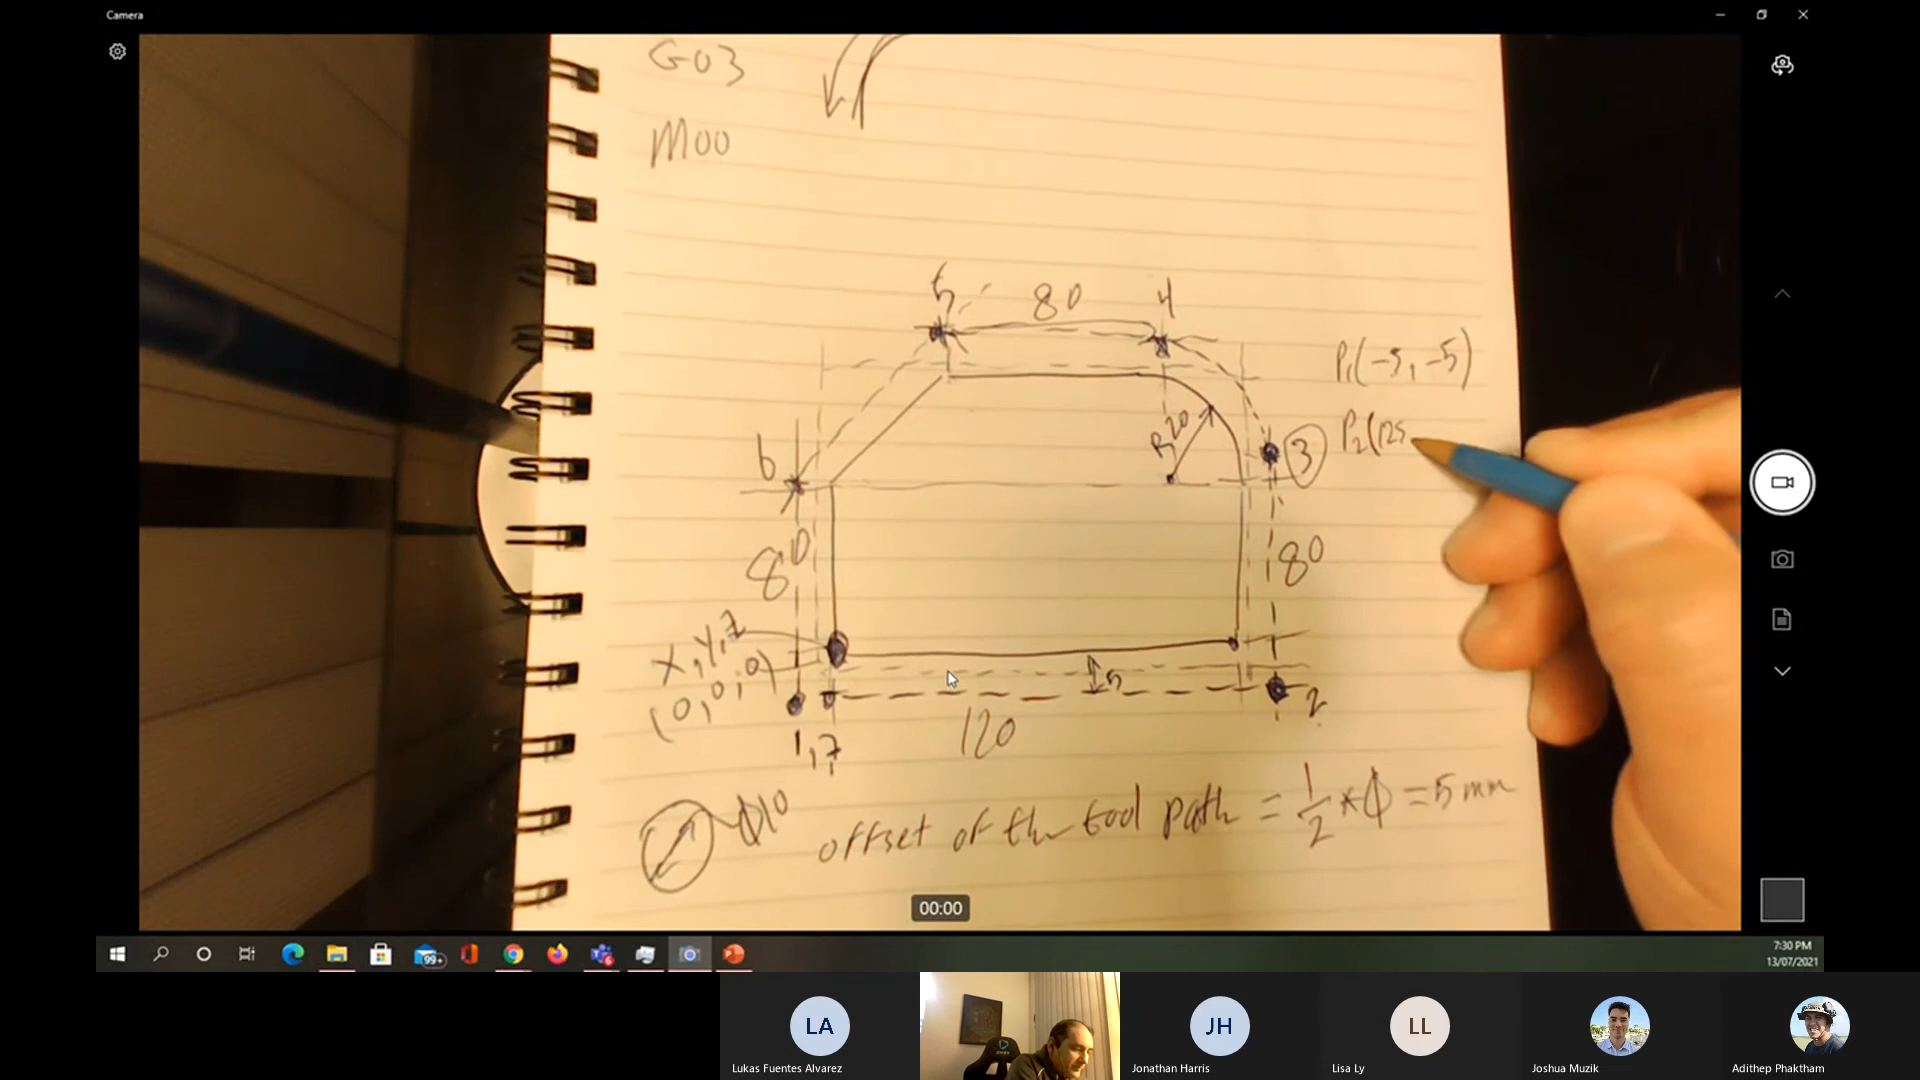 Camera
G03
M00
5
80
4
P1(-5, -5)
R20
3
P2(125
6
80
80
X,Y,Z
(0,0,0)
5
2
120
1,7
ϕ10
offset of the tool path = 1/2 * ϕ = 5 mm
00:00
99+
7:30 PM
13/07/2021
LA
JH
LL
Lukas Fuentes Alvarez
Jonathan Harris
Lisa Ly
Joshua Muzik
Adithep Phaktham